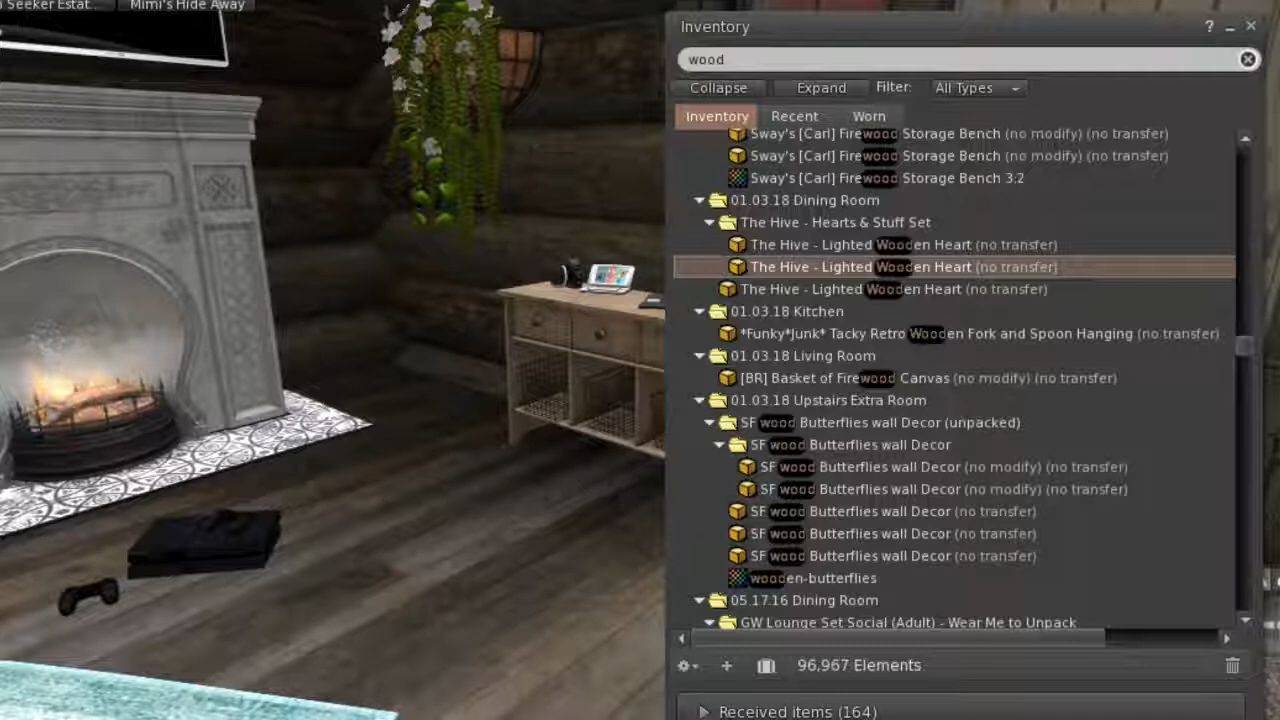 i Seeker Estat..
Mimi's Hide Away
Inventory
? _ ×
wood
Collapse Expand Filter: All Types
Inventory Recent Worn
Sway's [Carl] Firewood Storage Bench (no modify) (no transfer)
Sway's [Carl] Firewood Storage Bench (no modify) (no transfer)
Sway's [Carl] Firewood Storage Bench 3.2
01.03.18 Dining Room
The Hive - Hearts & Stuff Set
The Hive - Lighted Wooden Heart (no transfer)
The Hive - Lighted Wooden Heart (no transfer)
The Hive - Lighted Wooden Heart (no transfer)
01.03.18 Kitchen
*Funky*Junk* Tacky Retro Wooden Fork and Spoon Hanging (no transfer)
01.03.18 Living Room
[BR] Basket of Firewood Canvas (no modify) (no transfer)
01.03.18 Upstairs Extra Room
SF wood Butterflies wall Decor (unpacked)
SF wood Butterflies wall Decor
SF wood Butterflies wall Decor (no modify) (no transfer)
SF wood Butterflies wall Decor (no modify) (no transfer)
SF wood Butterflies wall Decor (no transfer)
SF wood Butterflies wall Decor (no transfer)
SF wood Butterflies wall Decor (no transfer)
wooden-butterflies
05.17.16 Dining Room
GW Lounge Set Social (Adult) - Wear Me to Unpack
96,967 Elements
Received items (164)